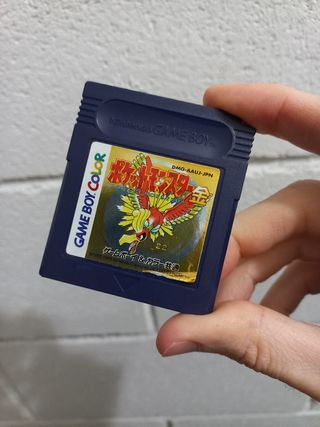 Nintendo GAME BOY
GAME BOY COLOR
DMG-AAUJ-JPN
ポケットモンスター金
ゲームボーイ&カラー共通